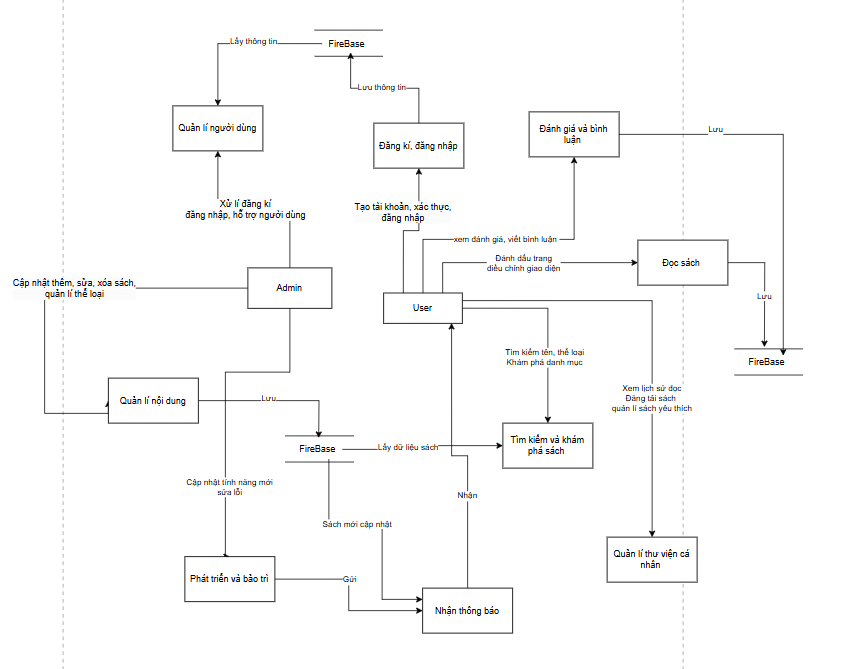 Lấy thông tin
FireBase
Lưu thông tin
Quản lí người dùng
Đăng kí, đăng nhập
Đánh giá và bình
luận
Lưu
Xử lí đăng kí
đăng nhập, hỗ trợ người dùng
Tạo tài khoản, xác thực,
đăng nhập
xem đánh giá, viết bình luận
Đánh dấu trang
điều chỉnh giao diện
Đọc sách
Cập nhật thêm, sửa, xóa sách,
quản lí thể loại
Admin
User
Lưu
Tìm kiếm tên, thể loại
Khám phá danh mục
FireBase
Quản lí nội dung
Lưu
Xem lịch sử đọc
Đăng tải sách
quản lí sách yêu thích
FireBase
Lấy dữ liệu sách
Tìm kiếm và khám
phá sách
Cập nhật tính năng mới
sửa lỗi
Nhận
Sách mới cập nhật
Quản lí thư viện cá
nhân
Phát triển và bảo trì
Gửi
Nhận thông báo